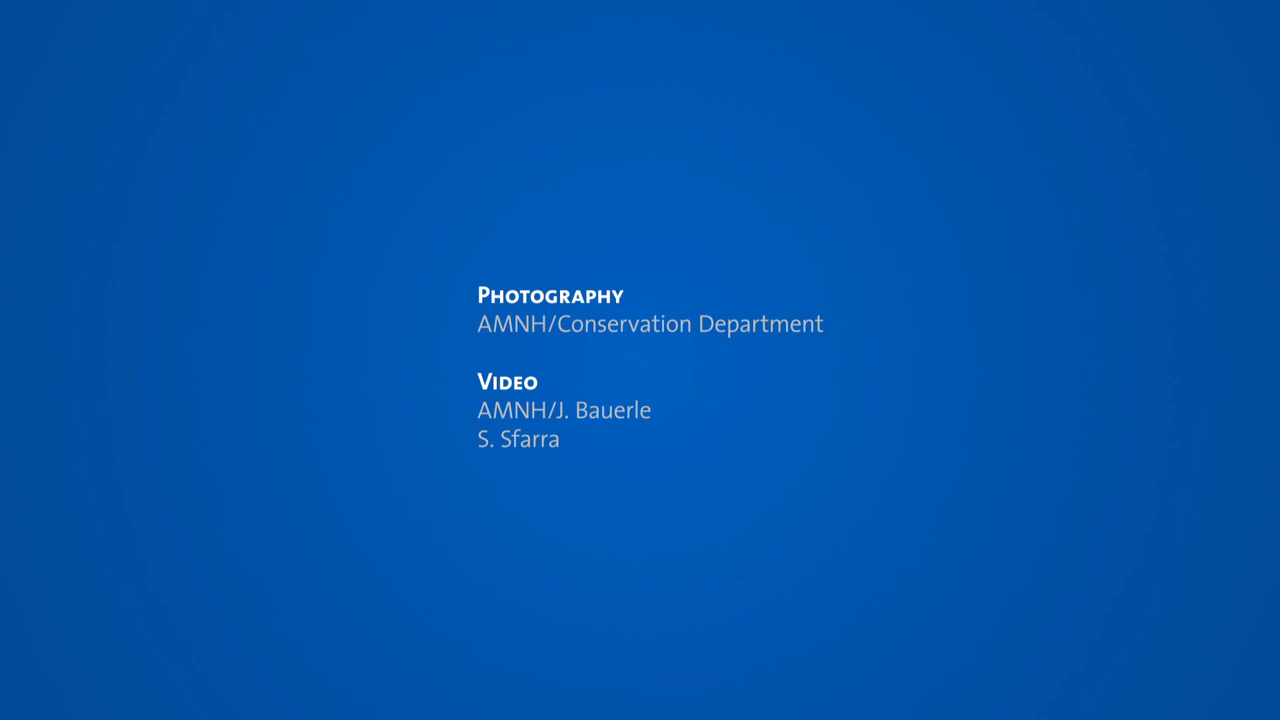 Photography
AMNH/Conservation Department
Video
AMNH/J. Bauerle
S. Sfarra